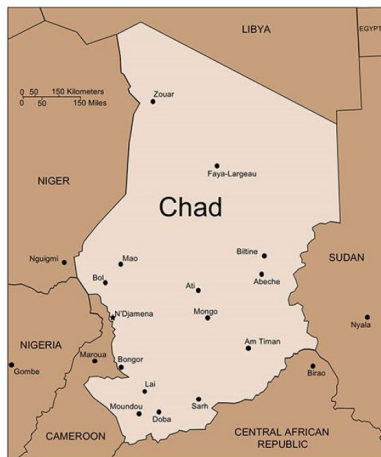 LIBYA
EGYPT
0 50 150 Kilometers
0 50 150 Miles
Zouar
Faya-Largeau
NIGER
Chad
Biltine
Nguigmi
Mao
SUDAN
Abeche
Bol
Ati
N'Djamena
Mongo
Nyala
NIGERIA
Am Timan
Maroua
Bongor
Gombe
Birao
Lai
Sarh
Moundou
Doba
CAMEROON
CENTRAL AFRICAN
REPUBLIC